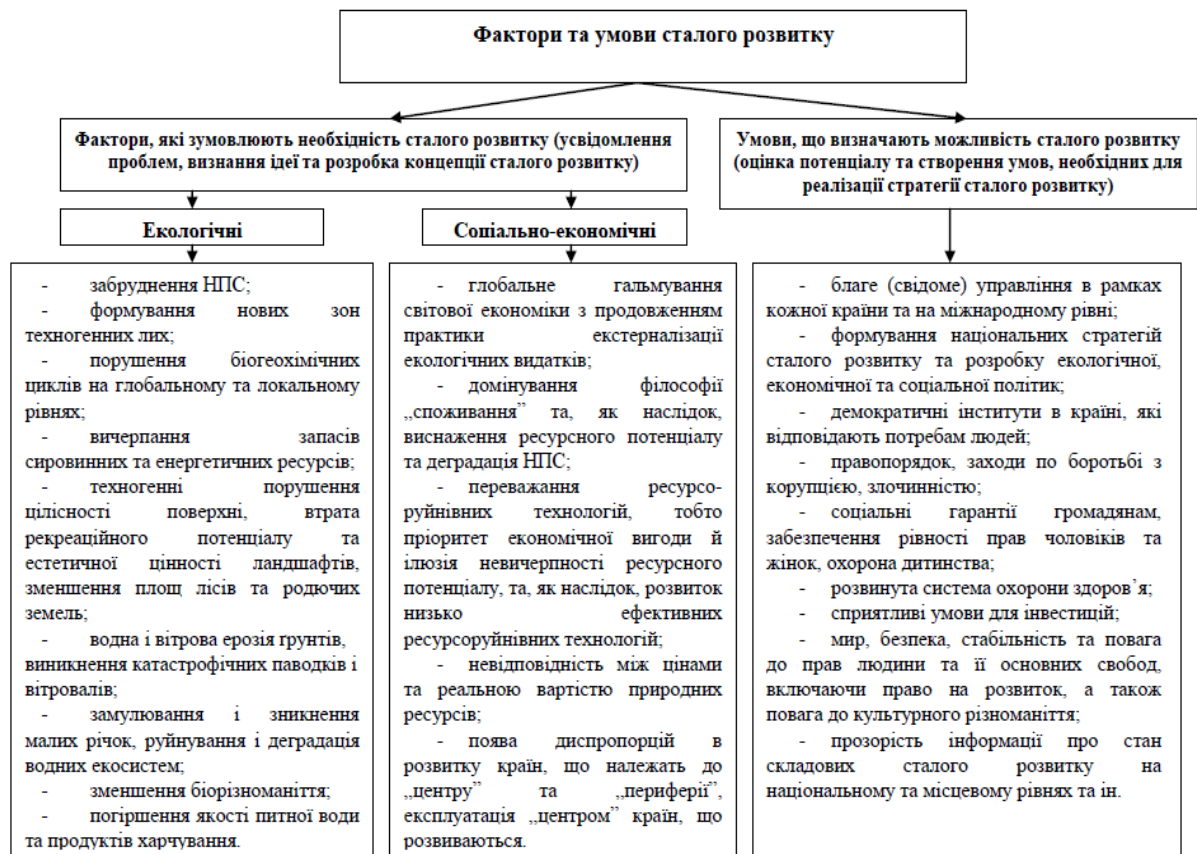 Фактори та умови сталого розвитку
Фактори, які зумовлюють необхідність сталого розвитку (усвідомлення
проблем, визнання ідеї та розробка концепції сталого розвитку)
Умови, що визначають можливість сталого розвитку
(оцінка потенціалу та створення умов, необхідних для
реалізації стратегії сталого розвитку)
Екологічні
Соціально-економічні
- забруднення НПС;
- формування нових зон
техногенних лих;
- порушення біогеохімічних
циклів на глобальному та локальному
рівнях;
- вичерпання запасів
сировинних та енергетичних ресурсів;
- техногенні порушення
цілісності поверхні, втрата
рекреаційного потенціалу та
естетичної цінності ландшафтів,
зменшення площ лісів та родючих
земель;
- водна і вітрова ерозія ґрунтів,
виникнення катастрофічних паводків і
вітровалів;
- замулювання і зникнення
малих річок, руйнування і деградація
водних екосистем;
- зменшення біорізноманіття;
- погіршення якості питної води
та продуктів харчування.
- глобальне гальмування
світової економіки з продовженням
практики екстерналізації
екологічних видатків;
- домінування філософії
„споживання” та, як наслідок,
виснаження ресурсного потенціалу
та деградація НПС;
- переважання ресурсо-
руйнівних технологій, тобто
пріоритет економічної вигоди й
ілюзія невичерпності ресурсного
потенціалу, та, як наслідок, розвиток
низько ефективних
ресурсоруйнівних технологій;
- невідповідність між цінами
та реальною вартістю природних
ресурсів;
- поява диспропорцій в
розвитку країн, що належать до
„центру” та „периферії”,
експлуатація „центром” країн, що
розвиваються.
- благе (свідоме) управління в рамках
кожної країни та на міжнародному рівні;
- формування національних стратегій
сталого розвитку та розробку екологічної,
економічної та соціальної політик;
- демократичні інститути в країні, які
відповідають потребам людей;
- правопорядок, заходи по боротьбі з
корупцією, злочинністю;
- соціальні гарантії громадянам,
забезпечення рівності прав чоловіків та
жінок, охорона дитинства;
- розвинута система охорони здоров’я;
- сприятливі умови для інвестицій;
- мир, безпека, стабільність та повага
до прав людини та її основних свобод,
включаючи право на розвиток, а також
повага до культурного різноманіття;
- прозорість інформації про стан
складових сталого розвитку на
національному та місцевому рівнях та ін.